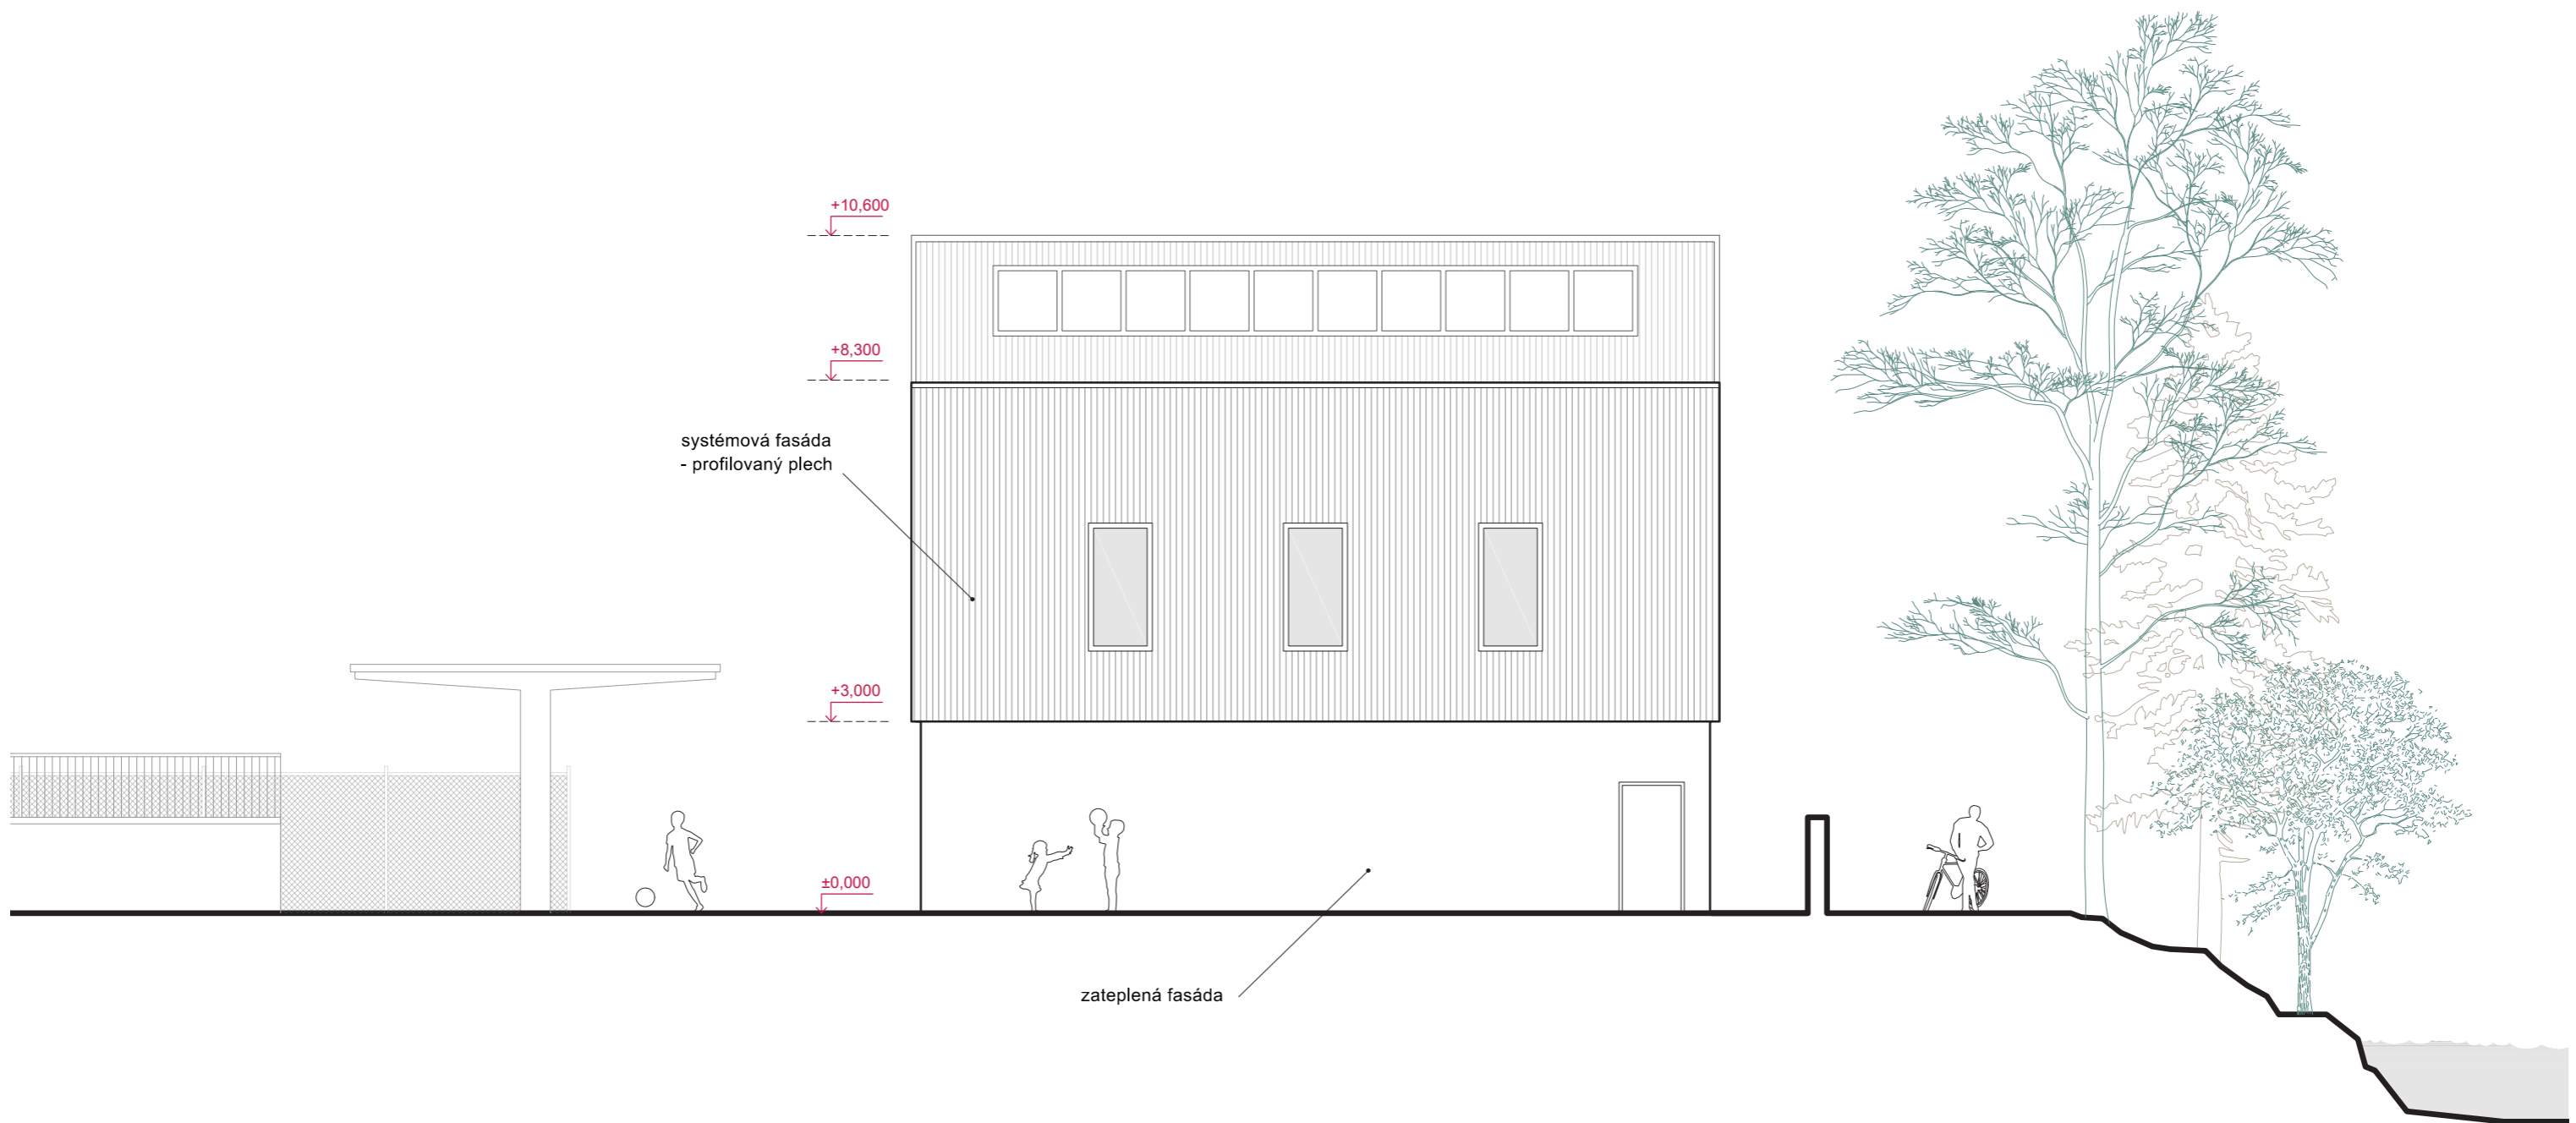 +10,600
+8,300
systémová fasáda
- profilovaný plech
+3,000
±0,000
zateplená fasáda